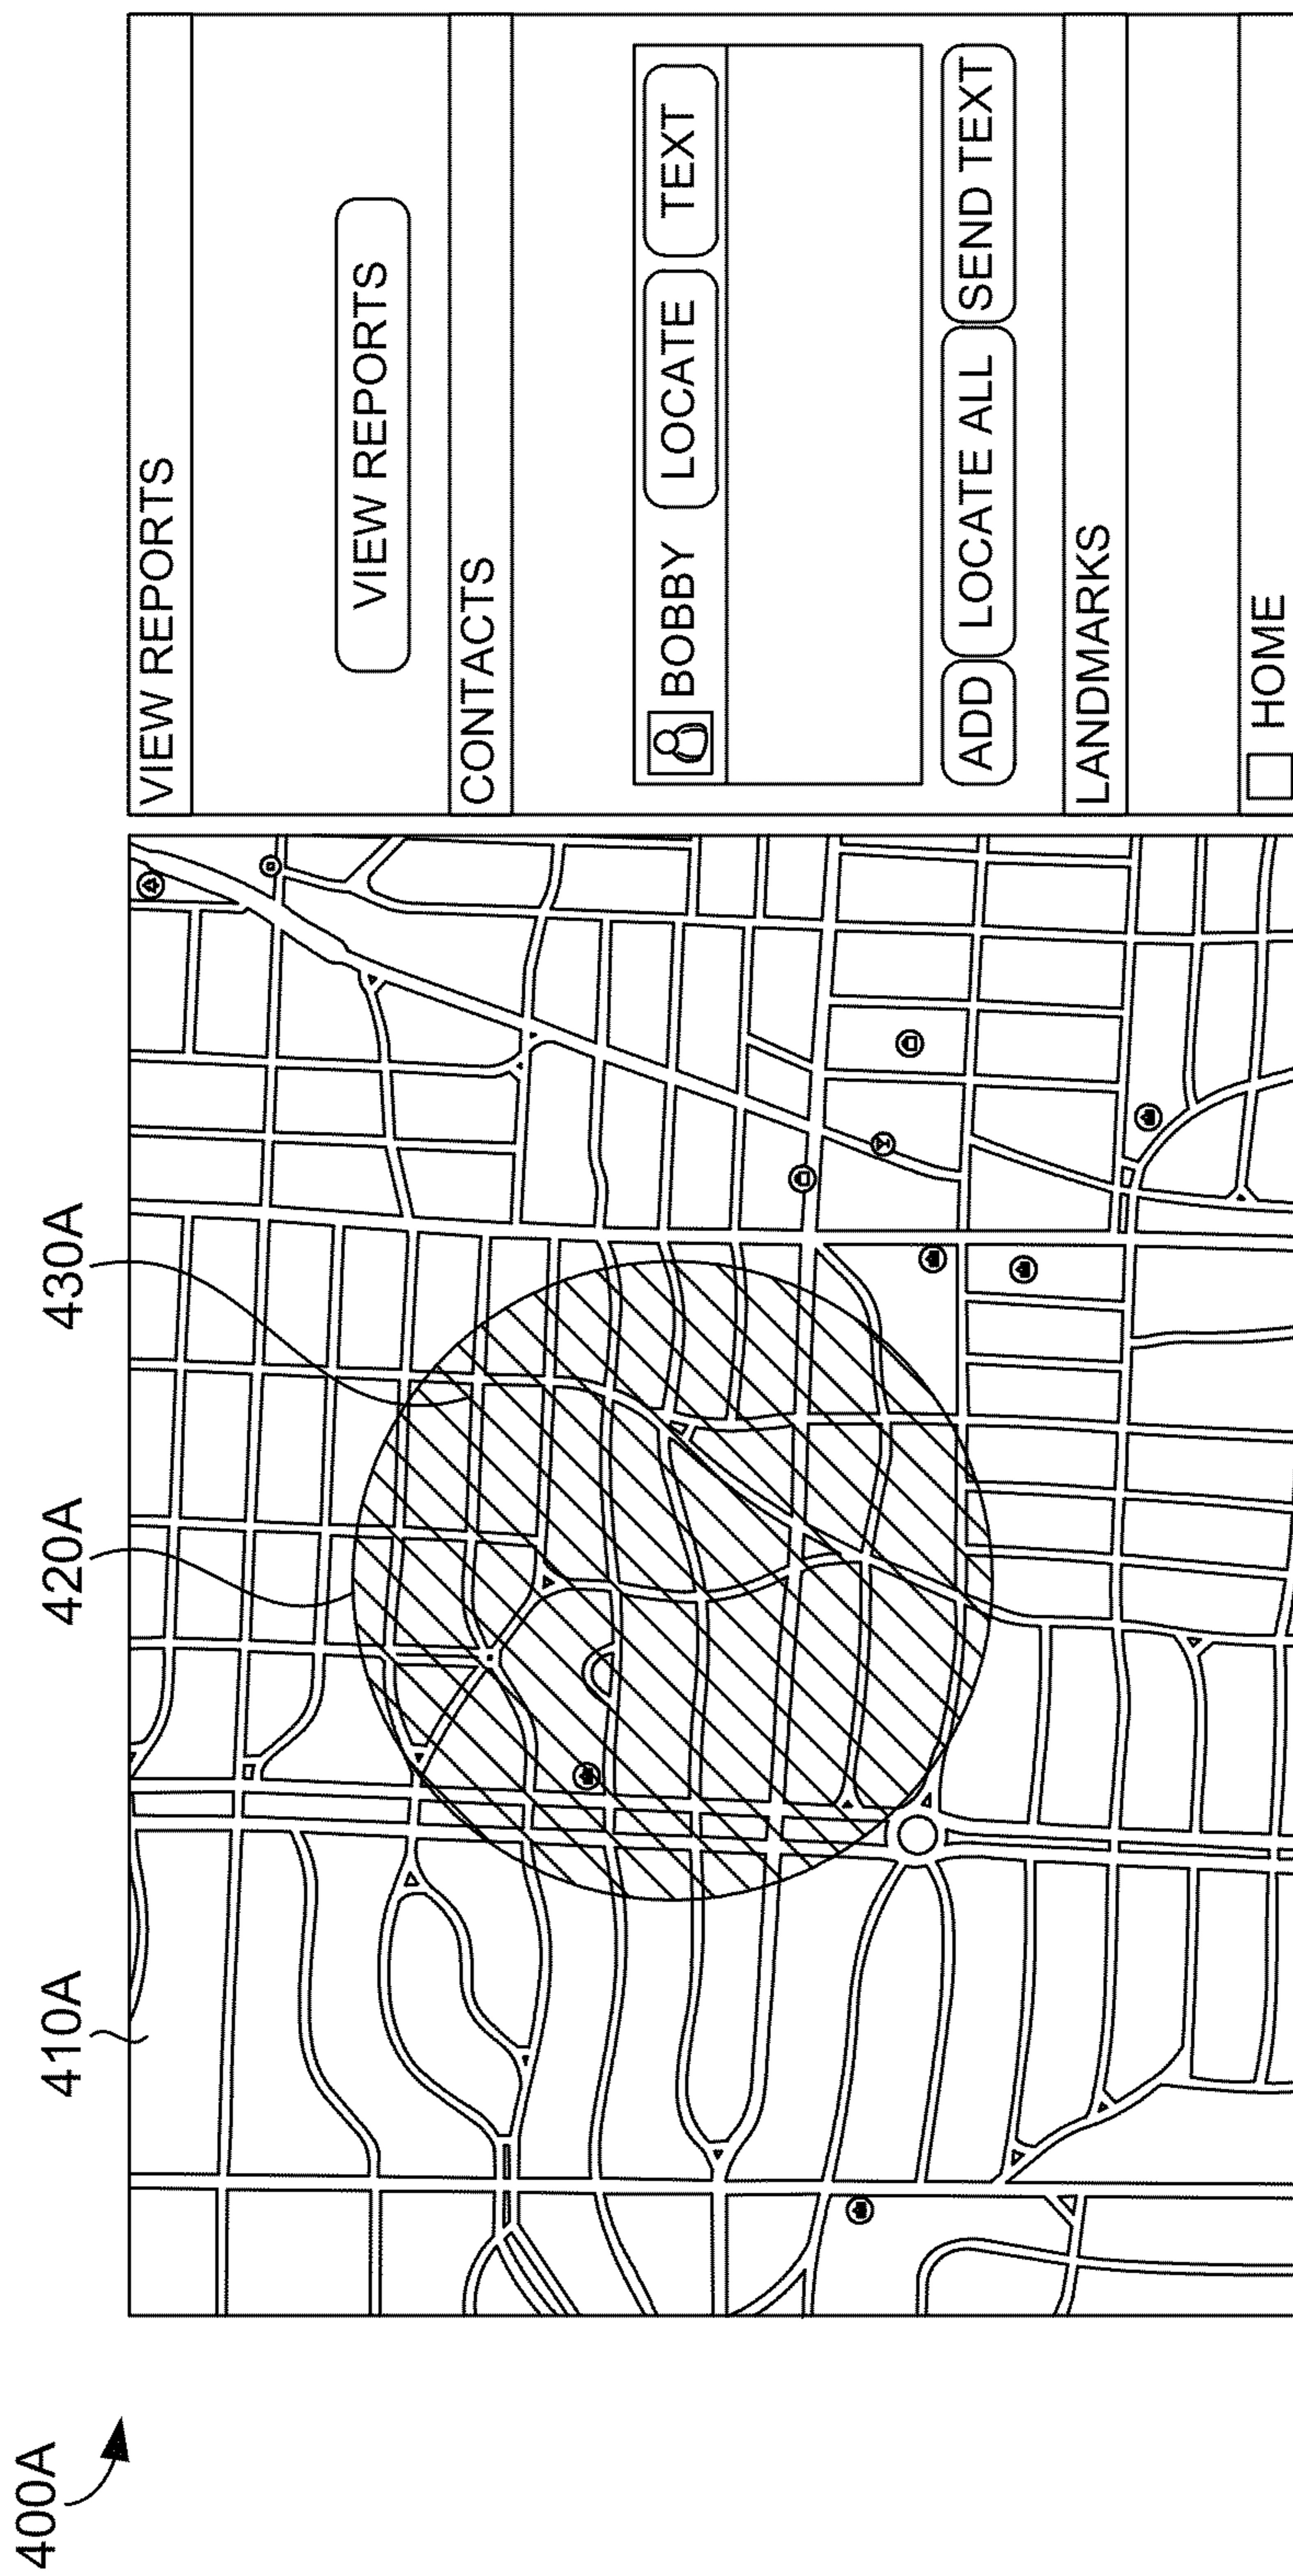 400A
410A
420A
430A
VIEW REPORTS
VIEW REPORTS
CONTACTS
BOBBY LOCATE TEXT
ADD LOCATE ALL SEND TEXT
LANDMARKS
HOME